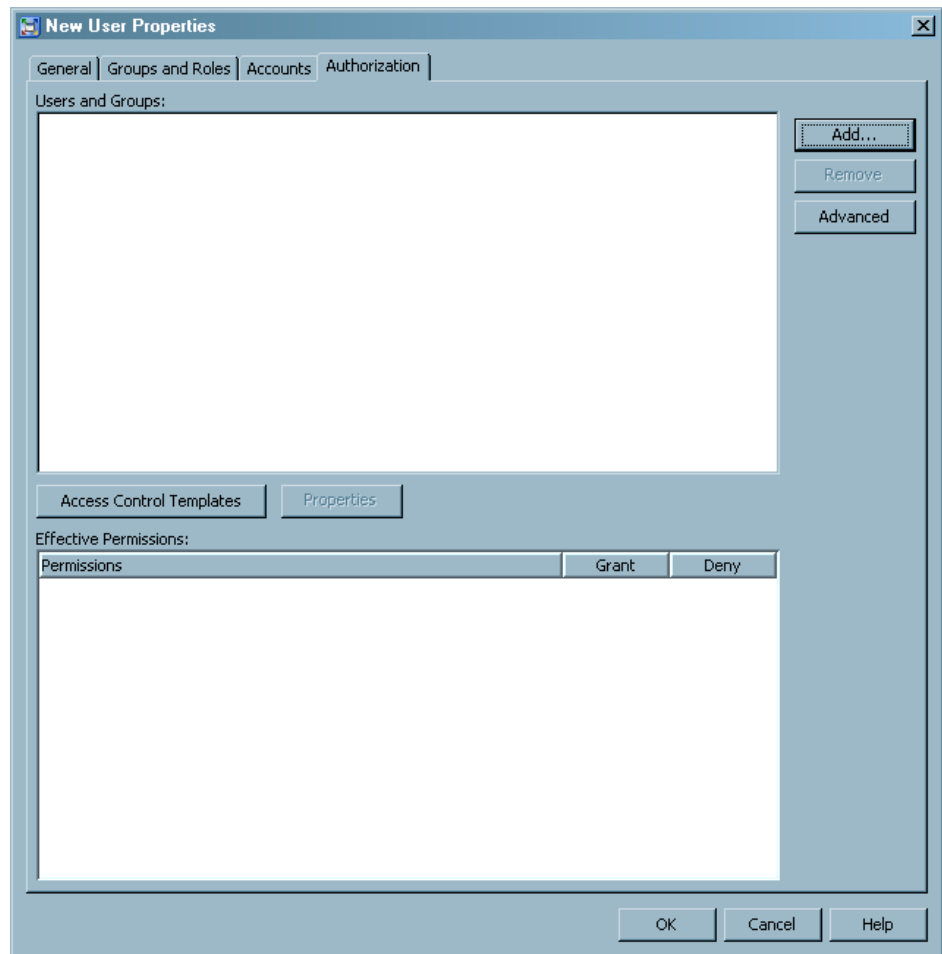 New User Properties
General Groups and Roles Accounts Authorization
Users and Groups:
Add...
Remove
Advanced
Access Control Templates Properties
Effective Permissions:
Permissions Grant Deny
OK Cancel Help